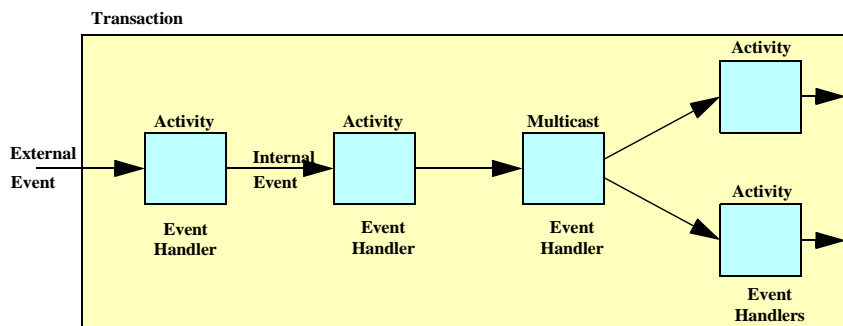 Transaction
Activity
Activity
Activity
Multicast
External
Event
Internal
Event
Activity
Event
Handler
Event
Handler
Event
Handler
Event
Handlers